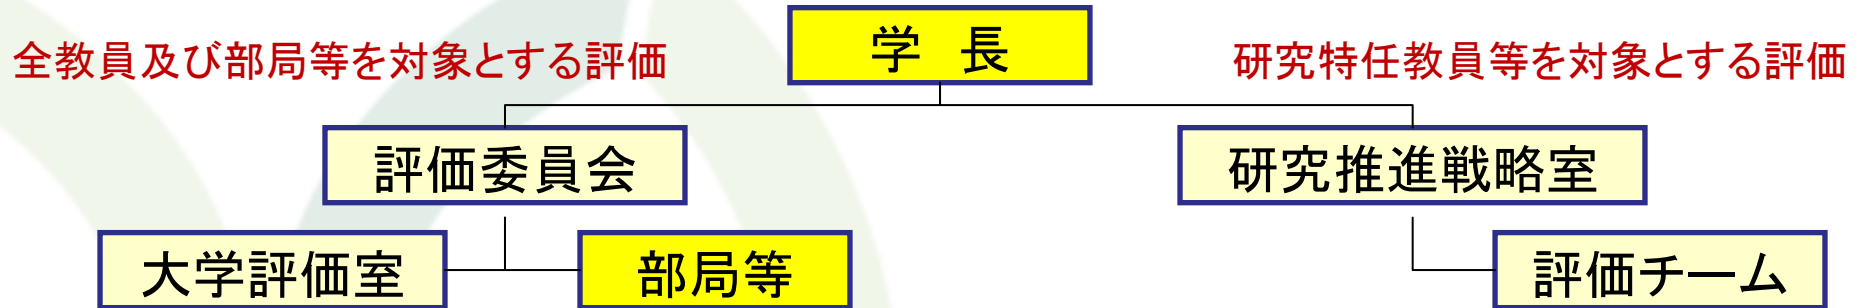 学　長
全教員及び部局等を対象とする評価
研究特任教員等を対象とする評価
評価委員会
研究推進戦略室
大学評価室
部局等
評価チーム